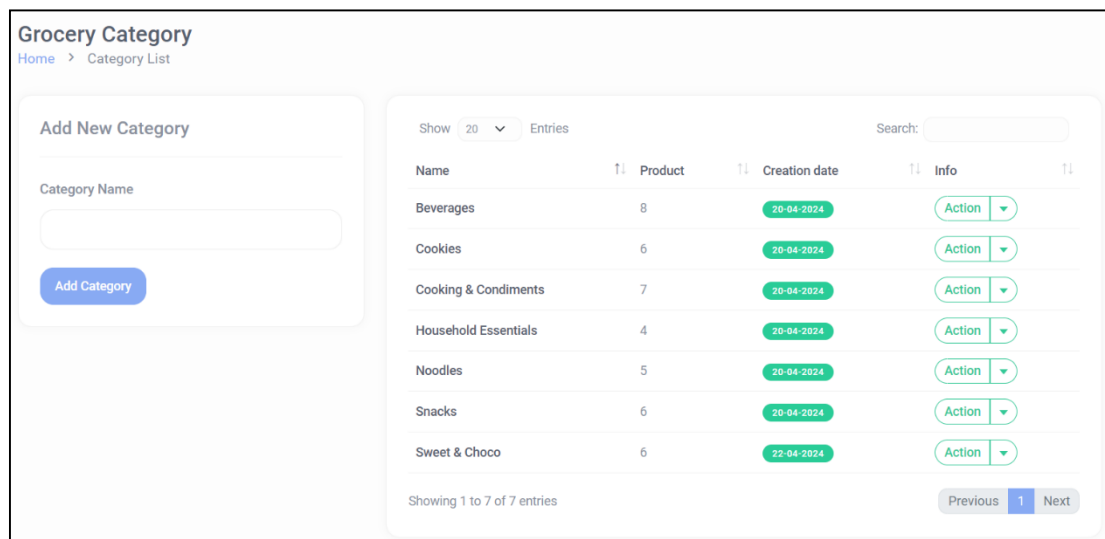 Grocery Category
Home > Category List
Add New Category
Category Name
Add Category
Show 20 Entries Search:
Name Product Creation date Info
Beverages 8 20-04-2024 Action
Cookies 6 20-04-2024 Action
Cooking & Condiments 7 20-04-2024 Action
Household Essentials 4 20-04-2024 Action
Noodles 5 20-04-2024 Action
Snacks 6 20-04-2024 Action
Sweet & Choco 6 22-04-2024 Action
Showing 1 to 7 of 7 entries Previous 1 Next